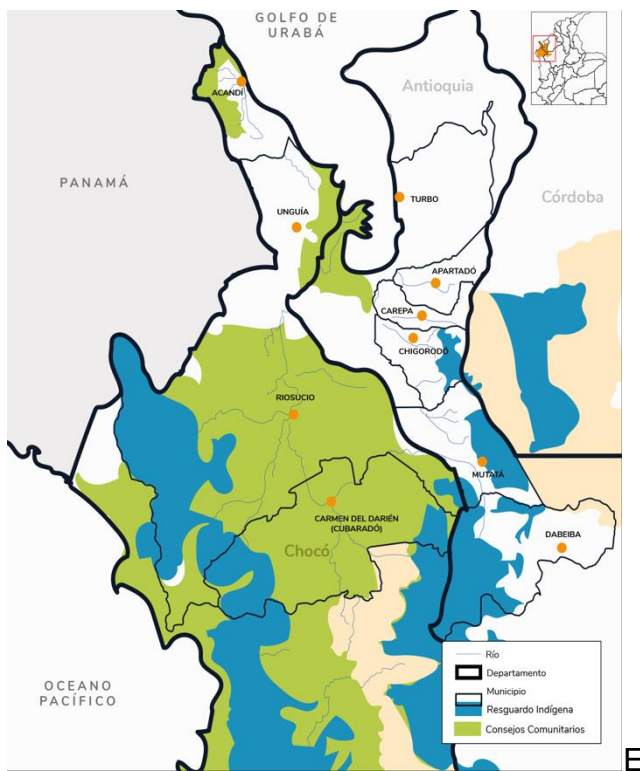 GOLFO DE
URABÁ
ACANDÍ
Antioquia
PANAMÁ
TURBO
Córdoba
UNGUÍA
APARTADÓ
CAREPA
CHIGORODÓ
RIOSUCIO
MUTATÁ
CARMEN DEL DARIÉN
(CUBARADÓ)
DABEIBA
Chocó
OCEANO
PACÍFICO
Río
Departamento
Municipio
Resguardo Indígena
Consejos Comunitarios
E